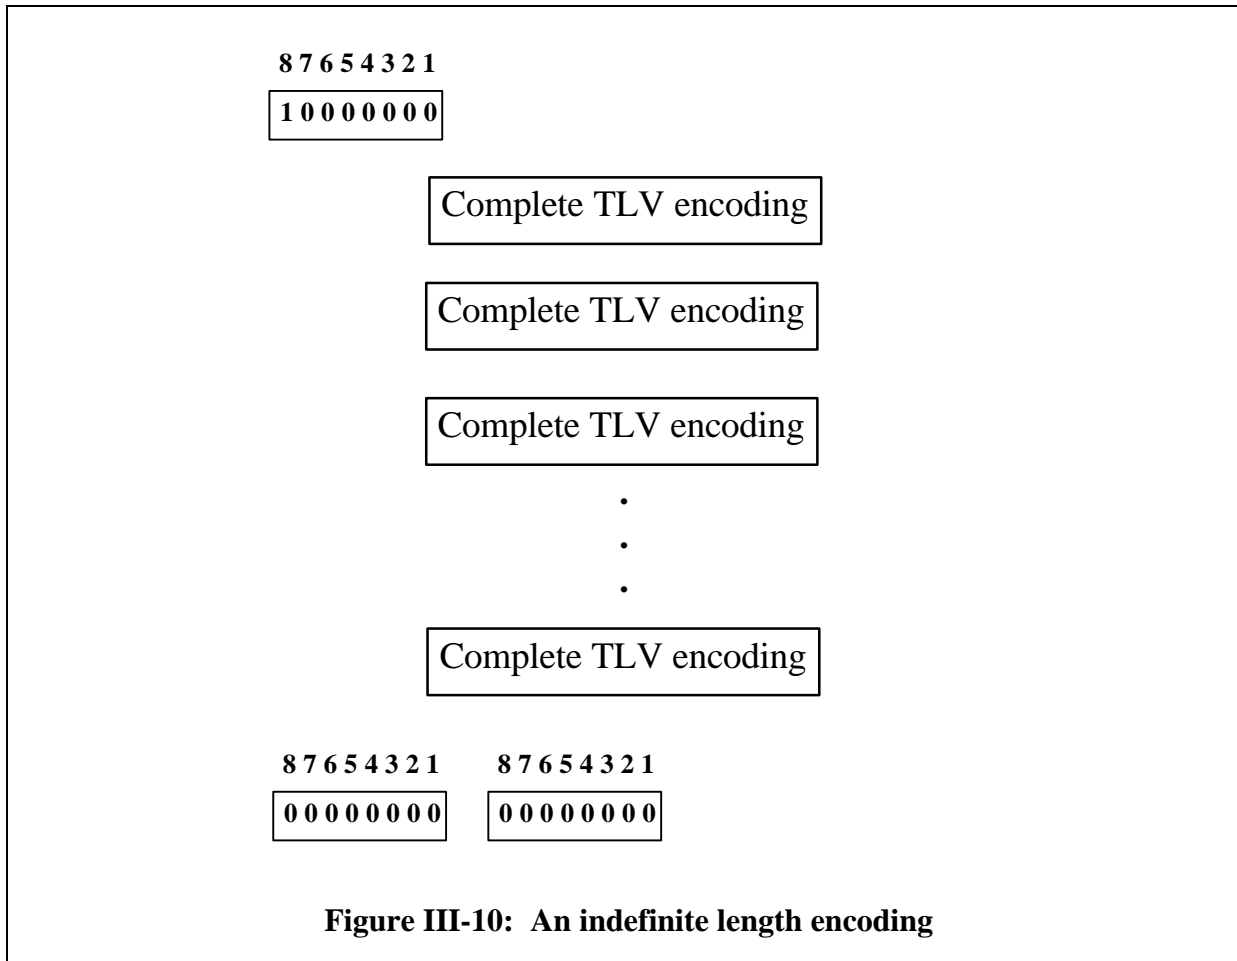 8 7 6 5 4 3 2 1
1 0 0 0 0 0 0 0
Complete TLV encoding
Complete TLV encoding
Complete TLV encoding
.
.
.
Complete TLV encoding
8 7 6 5 4 3 2 1 8 7 6 5 4 3 2 1
0 0 0 0 0 0 0 0 0 0 0 0 0 0 0 0
Figure III-10: An indefinite length encoding